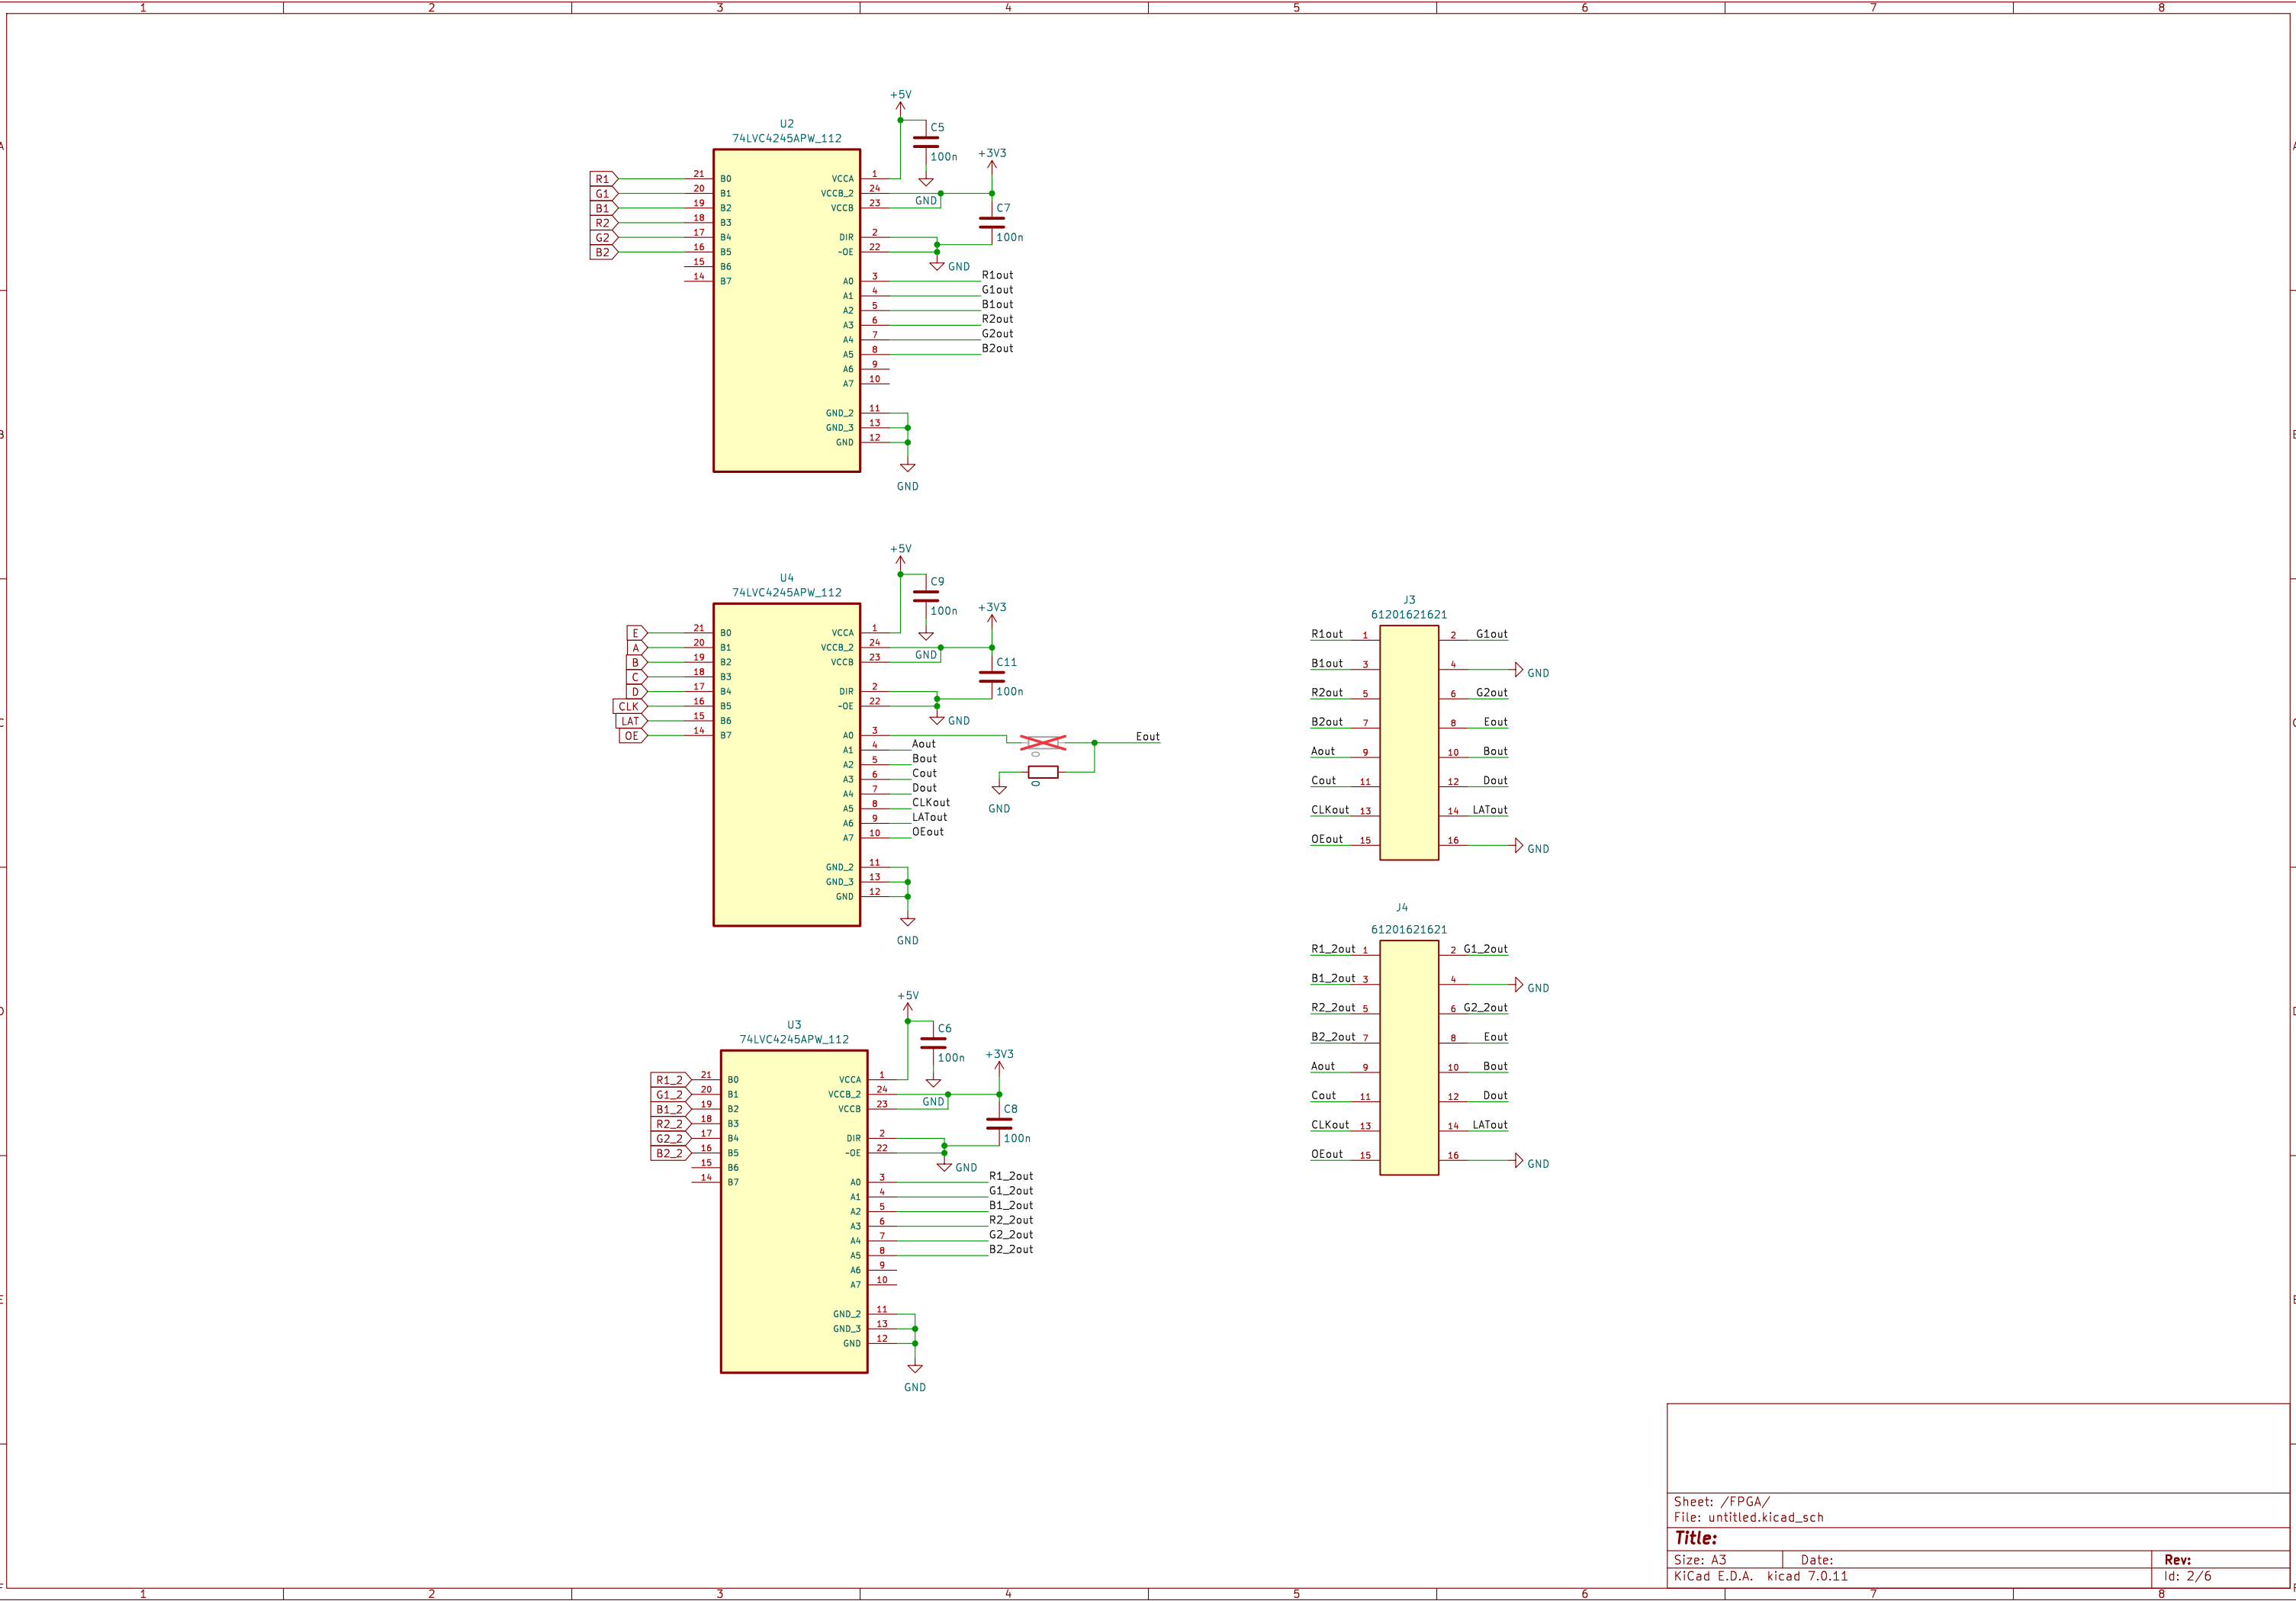 1 2 3 4 5 6 7 8
A
A
B
B
C
D
D
E
E
F
+5V
U2
74LVC4245APW_112
C5
100n
+3V3
R1 21 B0 VCCA 1
G1 20 B1 VCCB_2 24
GND
B1 19 B2 VCCB 23
C7
R2 18 B3
G2 17 B4 DIR 2
100n
B2 16 B5 ~OE 22
15 B6
GND
14 B7 A0 3 R1out
A1 4 G1out
A2 5 B1out
A3 6 R2out
A4 7 G2out
A5 8 B2out
A6 9
A7 10
GND_2 11
GND_3 13
GND 12
GND
+5V
U4
74LVC4245APW_112
C9
100n
+3V3
E 21 B0 VCCA 1
A 20 B1 VCCB_2 24
GND
B 19 B2 VCCB 23
C11
C 18 B3
D 17 B4 DIR 2
100n
CLK 16 B5 ~OE 22
LAT 15 B6
GND
OE 14 B7 A0 3
Eout
0
0
GND
A1 4 Aout
A2 5 Bout
A3 6 Cout
A4 7 Dout
A5 8 CLKout
A6 9 LATout
A7 10 OEout
GND_2 11
GND_3 13
GND 12
GND
J3
61201621621
R1out 1 2 G1out
B1out 3 4 GND
R2out 5 6 G2out
B2out 7 8 Eout
Aout 9 10 Bout
Cout 11 12 Dout
CLKout 13 14 LATout
OEout 15 16 GND
J4
61201621621
R1_2out 1 2 G1_2out
B1_2out 3 4 GND
R2_2out 5 6 G2_2out
B2_2out 7 8 Eout
Aout 9 10 Bout
Cout 11 12 Dout
CLKout 13 14 LATout
OEout 15 16 GND
+5V
U3
74LVC4245APW_112
C6
100n
+3V3
R1_2 21 B0 VCCA 1
G1_2 20 B1 VCCB_2 24
GND
B1_2 19 B2 VCCB 23
C8
R2_2 18 B3
G2_2 17 B4 DIR 2
100n
B2_2 16 B5 ~OE 22
15 B6
GND
14 B7 A0 3 R1_2out
A1 4 G1_2out
A2 5 B1_2out
A3 6 R2_2out
A4 7 G2_2out
A5 8 B2_2out
A6 9
A7 10
GND_2 11
GND_3 13
GND 12
GND
Sheet: /FPGA/
File: untitled.kicad_sch
Title:
Size: A3 Date: Rev:
KiCad E.D.A. kicad 7.0.11 Id: 2/6
1 2 3 4 5 6 7 8